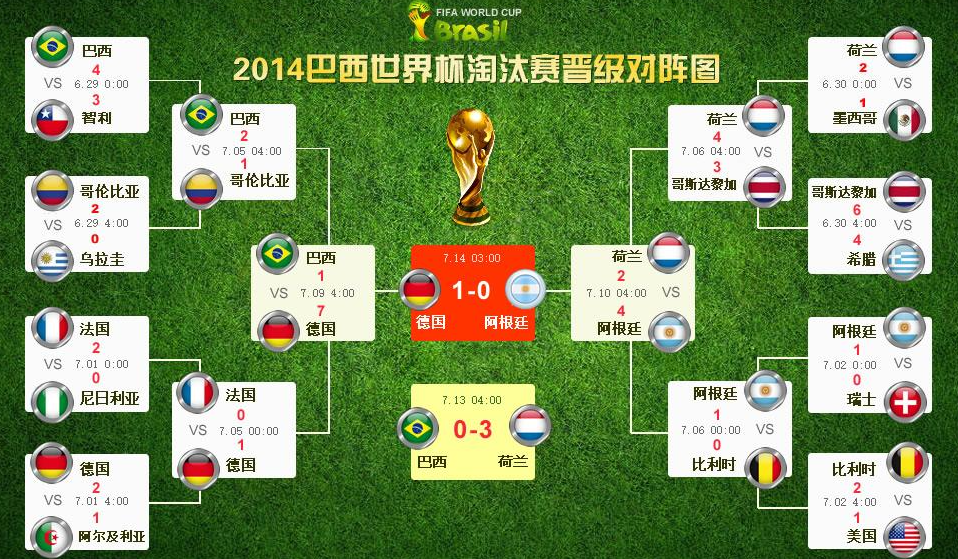 FIFA WORLD CUP
Brasil
2014巴西世界杯淘汰赛晋级对阵图
巴西
4
VS 6.29 0:00
3
智利
哥伦比亚
2
VS 6.29 4:00
0
乌拉圭
法国
2
VS 7.01 0:00
0
尼日利亚
德国
2
VS 7.01 4:00
1
阿尔及利亚
巴西
2
VS 7.05 04:00
1
哥伦比亚
法国
0
VS 7.05 00:00
1
德国
巴西
1
VS 7.09 4:00
7
德国
7.14 03:00
1-0
德国 阿根廷
7.13 04:00
0-3
巴西 荷兰
荷兰
2
7.10 04:00 VS
4
阿根廷
荷兰
4
7.06 04:00 VS
3
哥斯达黎加
阿根廷
1
7.06 00:00 VS
0
比利时
荷兰
2
6.30 0:00 VS
1
墨西哥
哥斯达黎加
6
6.30 4:00 VS
4
希腊
阿根廷
1
7.02 0:00 VS
0
瑞士
比利时
2
7.02 4:00 VS
1
美国